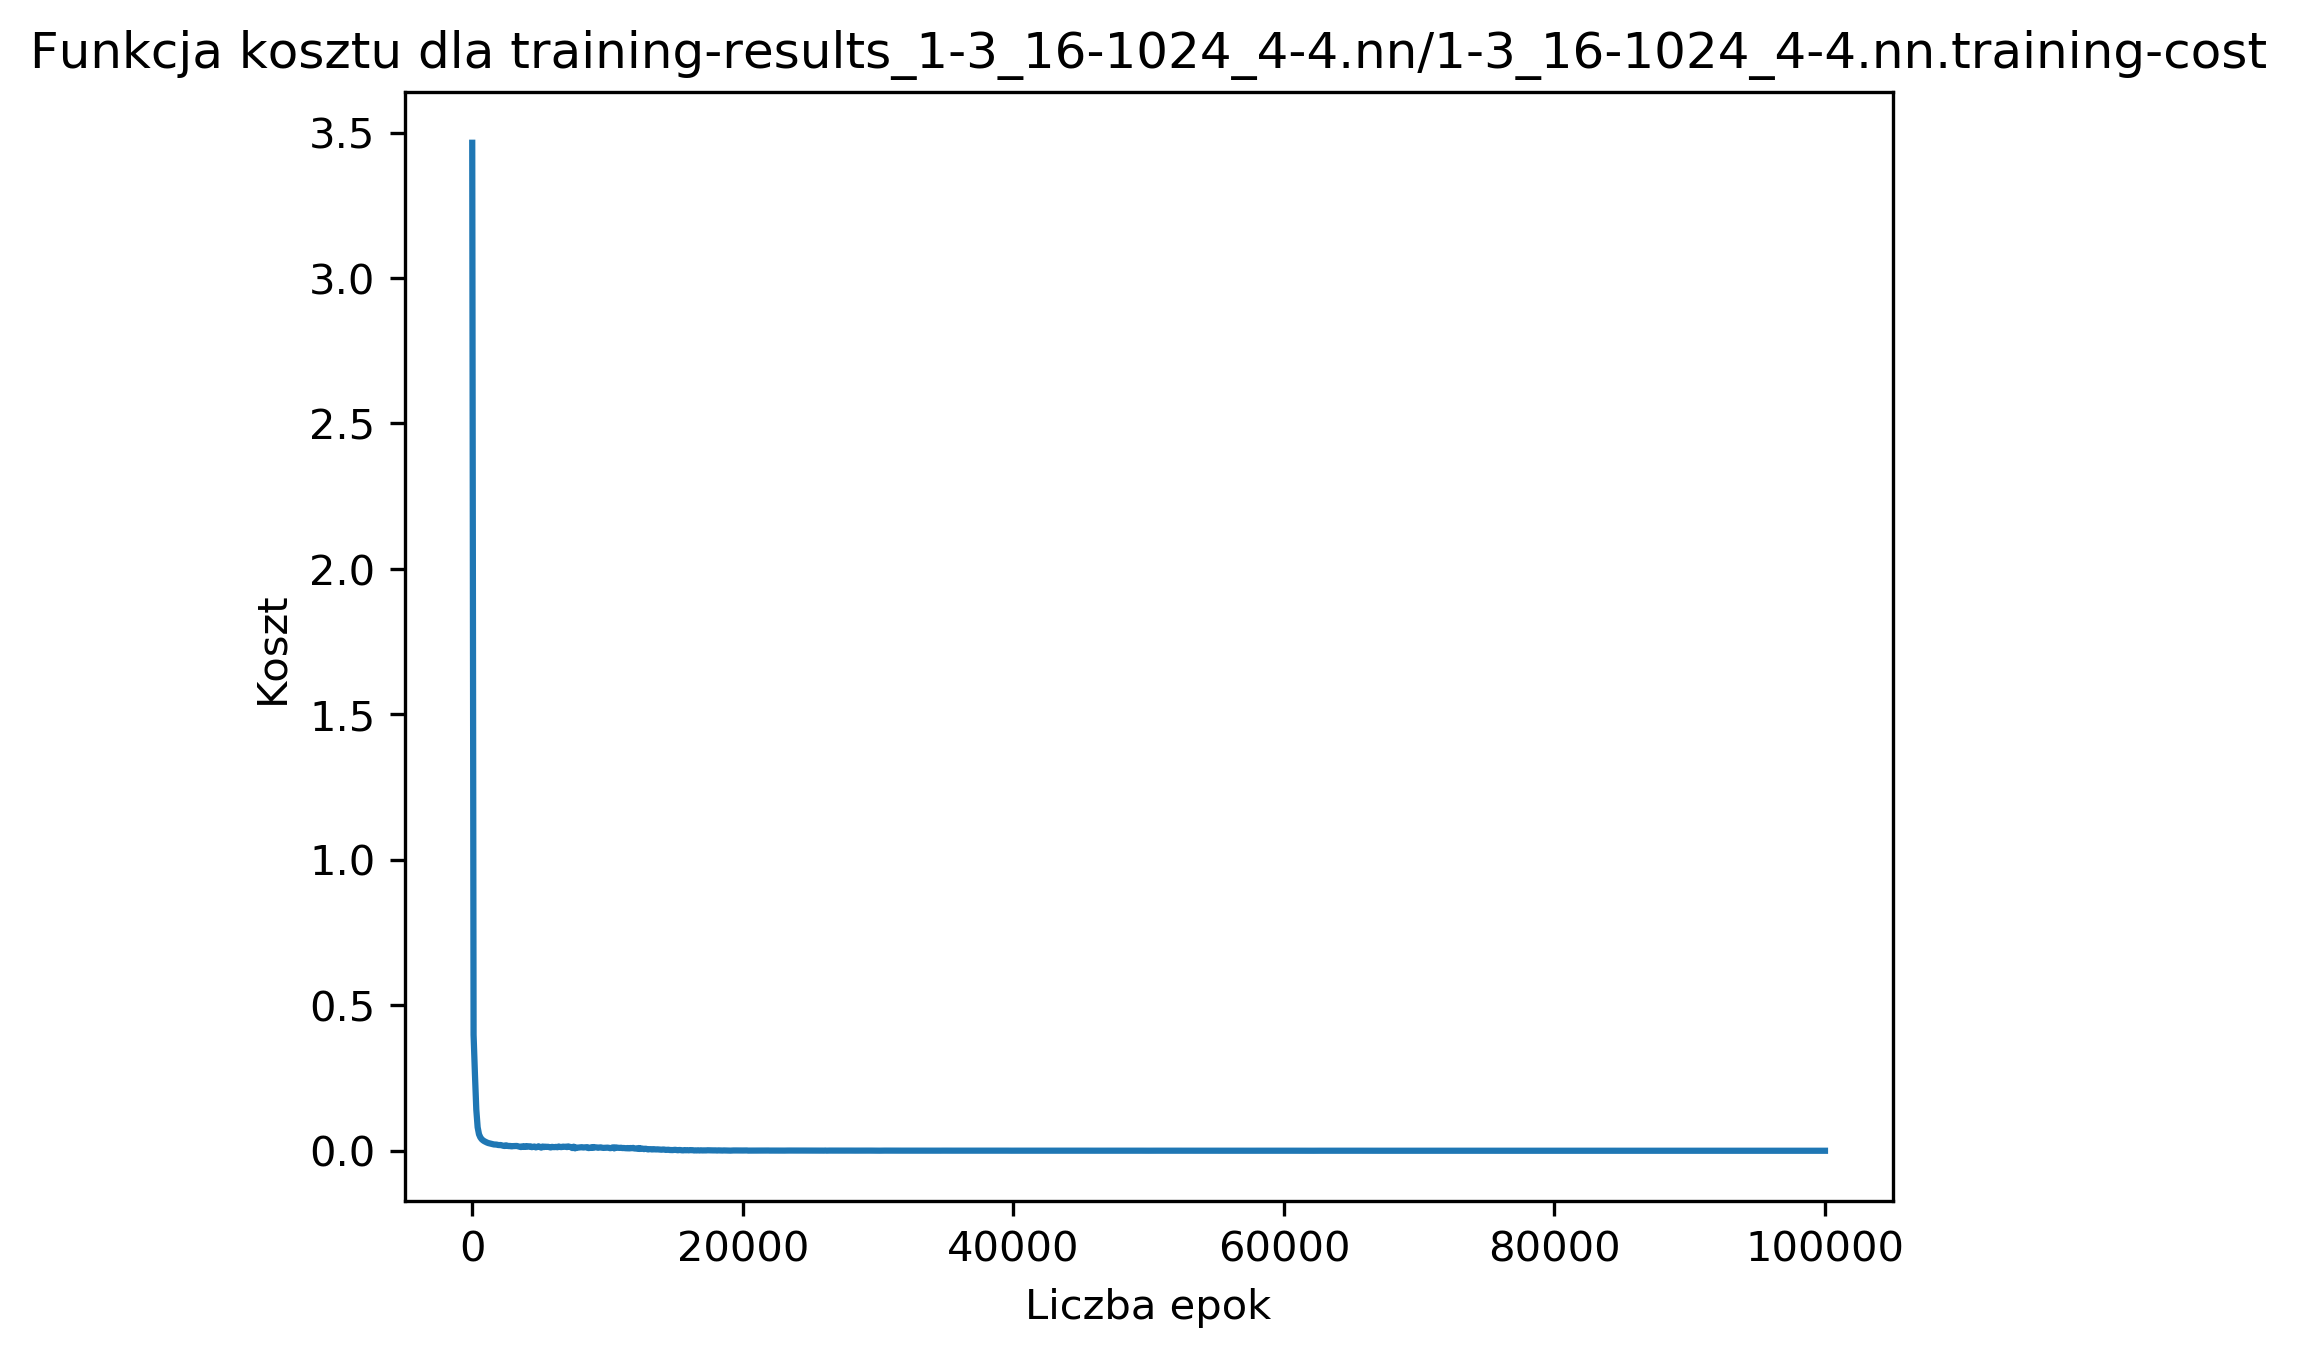 Funkcja kosztu dla training-results_1-3_16-1024_4-4.nn/1-3_16-1024_4-4.nn.training-cost
3.5
3.0
2.5
2.0
1.5
1.0
0.5
0.0
Koszt
0 20000 40000 60000 80000 100000
Liczba epok